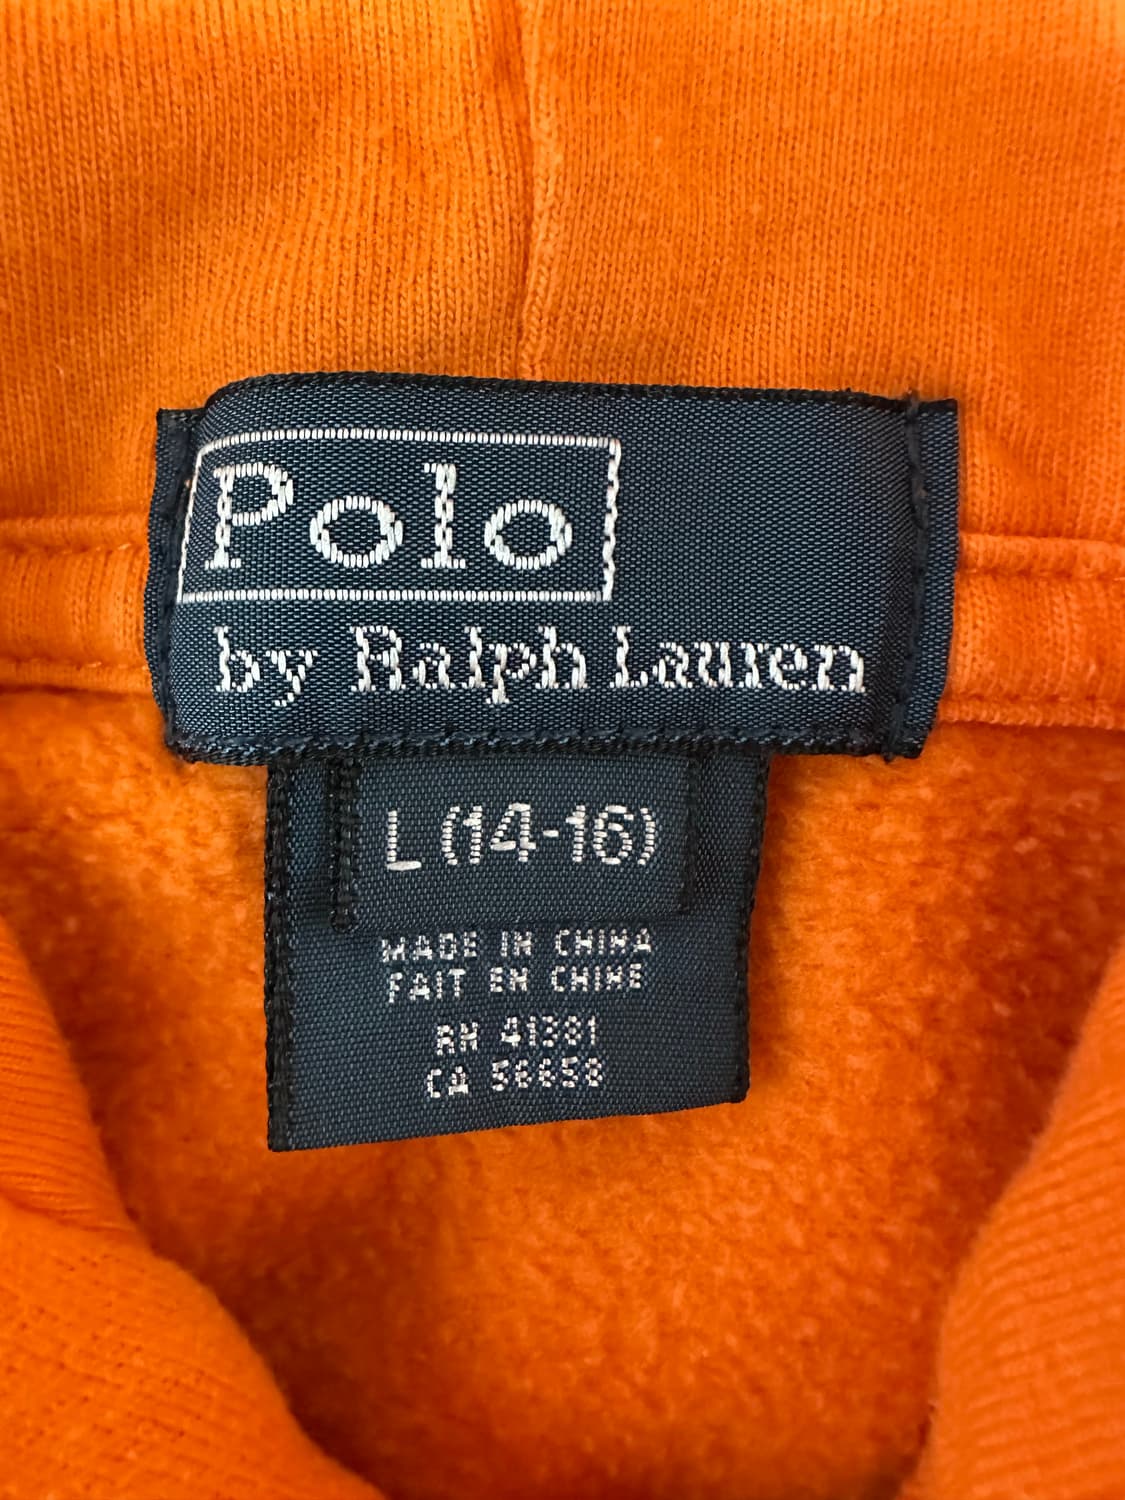 Polo
by Ralph Lauren
L (14-16)
MADE IN CHINA
FAIT EN CHINE
RN 41381
CA 56658